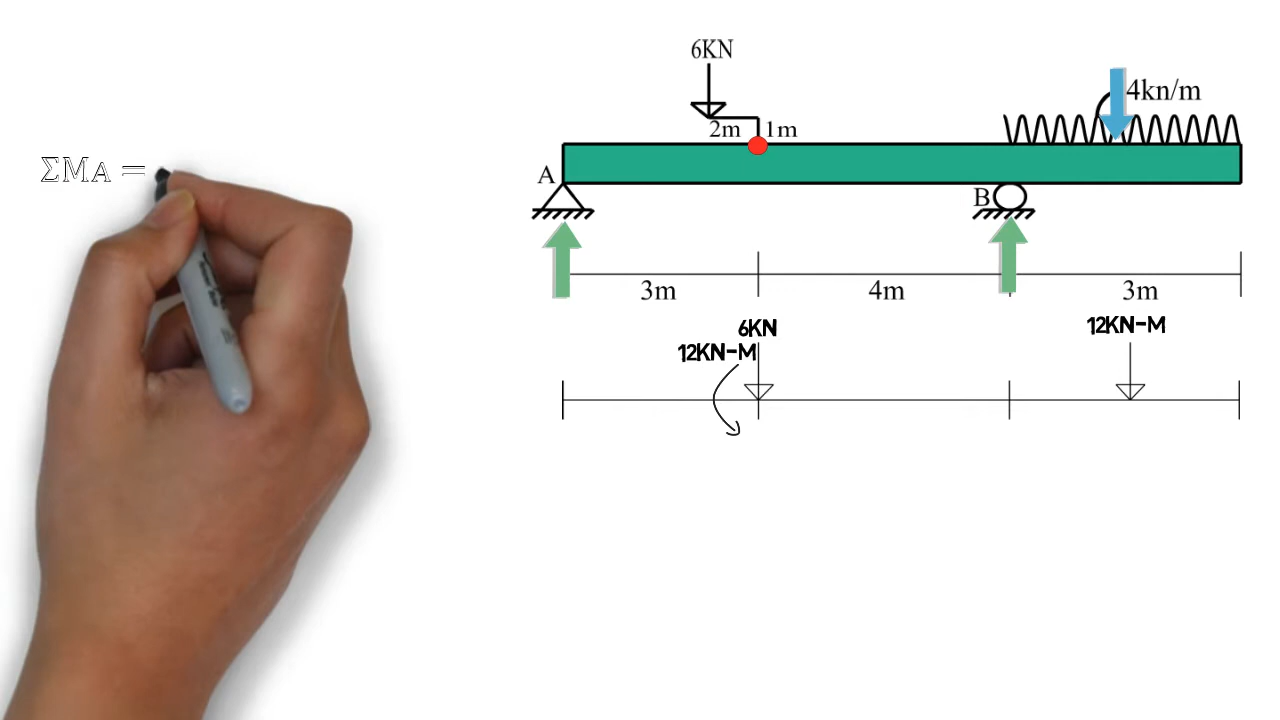 6KN
4kn/m
2m 1m
ΣMA =
A
B
3m 4m 3m
6KN
12KN-M
12KN-M